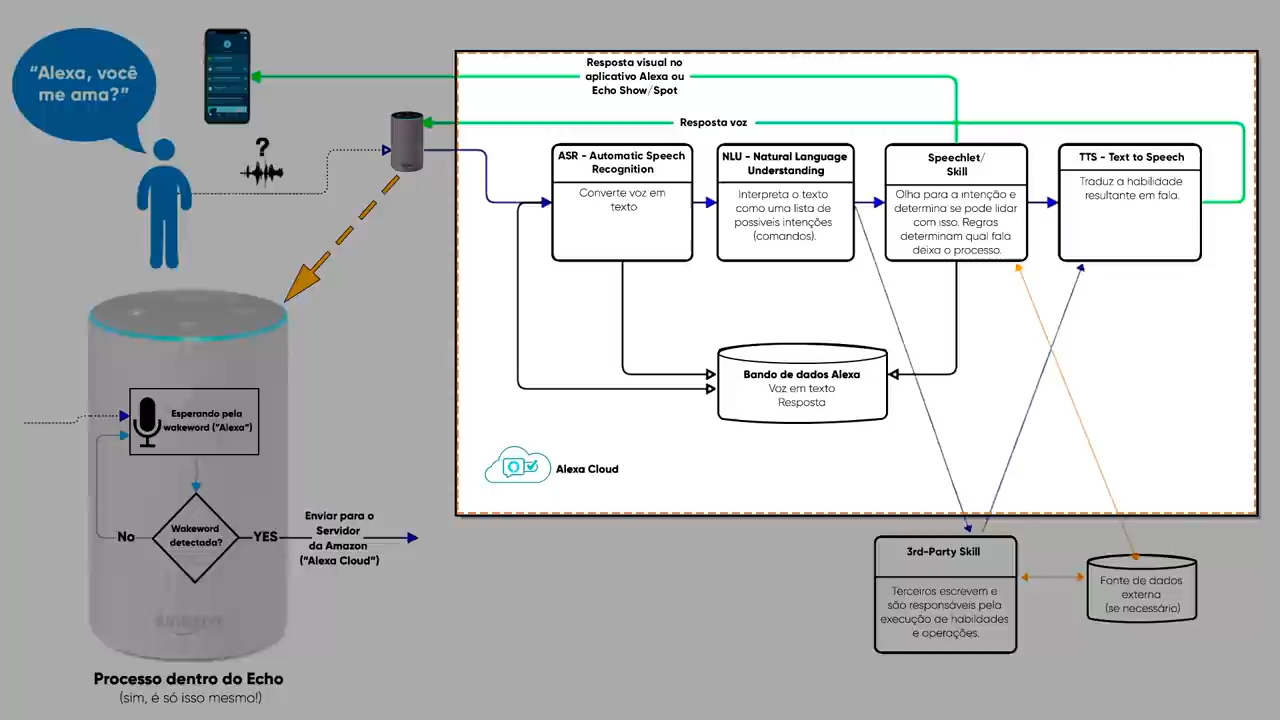 “Alexa, você
me ama?”
?
Resposta visual no
aplicativo Alexa ou
Echo Show/Spot
Resposta voz
ASR - Automatic Speech
Recognition
Converte voz em
texto
NLU - Natural Language
Understanding
Interpreta o texto
como uma lista de
possíveis intenções
(comandos).
Speechlet/
Skill
Olha para a intenção e
determina se pode lidar
com isso. Regras
determinam qual fala
deixa o processo.
TTS - Text to Speech
Traduz a habilidade
resultante em fala.
Bando de dados Alexa
Voz em texto
Resposta
Alexa Cloud
Esperando pela
wakeword (“Alexa”)
Wakeword
detectada?
No
YES
Enviar para o
Servidor
da Amazon
(“Alexa Cloud”)
amazon
Processo dentro do Echo
(sim, é só isso mesmo!)
3rd-Party Skill
Terceiros escrevem e
são responsáveis pela
execução de habildades
e operações.
Fonte de dados
externa
(se necessário)